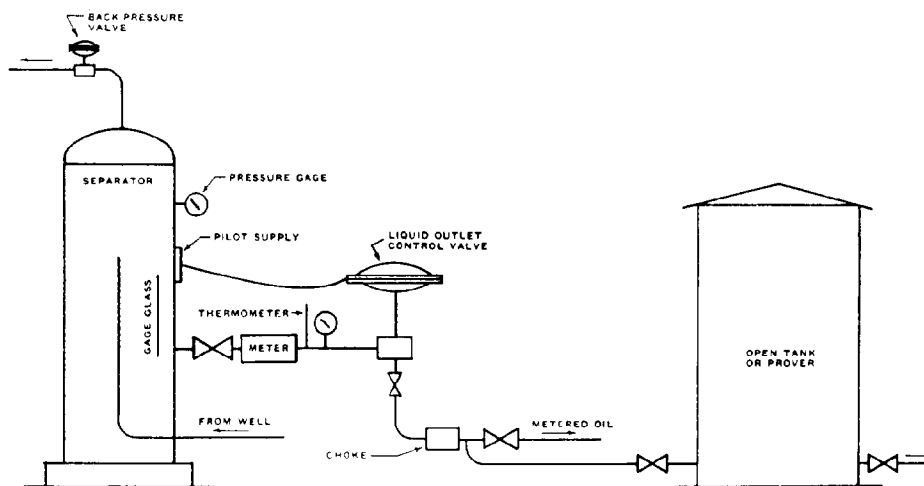 BACK PRESSURE
VALVE
SEPARATOR
PRESSURE GAGE
PILOT SUPPLY
LIQUID OUTLET
CONTROL VALVE
GAGE GLASS
THERMOMETER
METER
OPEN TANK
OR PROVER
FROM WELL
METERED OIL
CHOKE